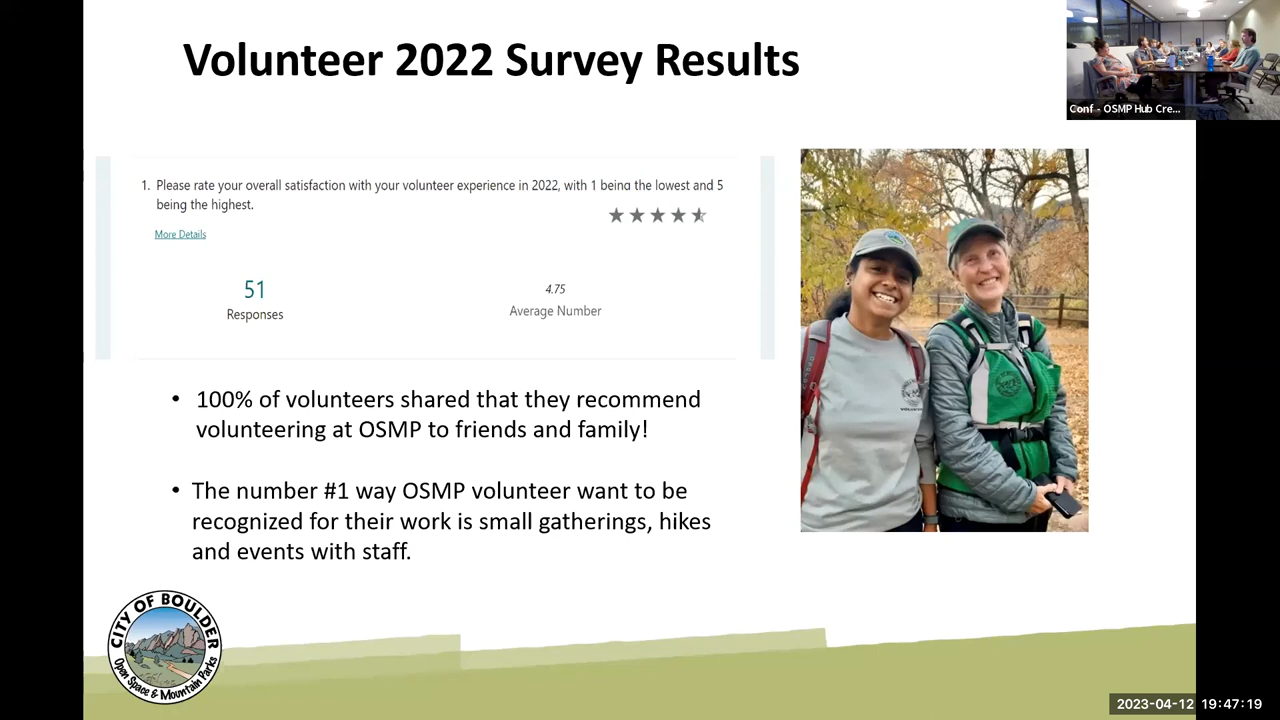 Volunteer 2022 Survey Results
Conf - OSMP Hub Cre...
1. Please rate your overall satisfaction with your volunteer experience in 2022, with 1 being the lowest and 5
being the highest.
More Details
51
Responses
4.75
Average Number
• 100% of volunteers shared that they recommend
volunteering at OSMP to friends and family!
• The number #1 way OSMP volunteer want to be
recognized for their work is small gatherings, hikes
and events with staff.
CITY OF BOULDER
Open Space & Mountain Parks
2023-04-12 19:47:19